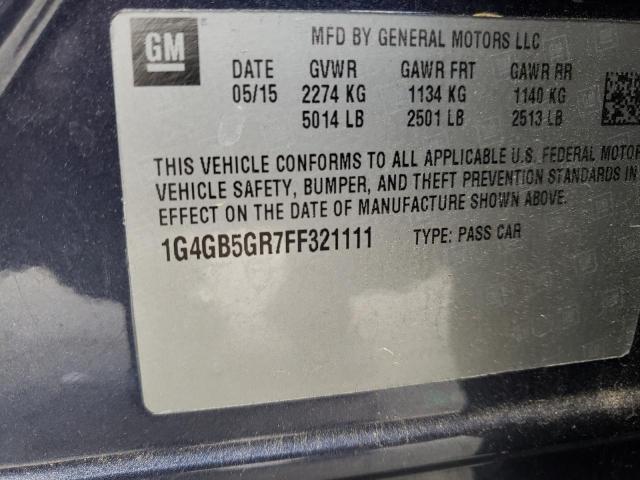 GM
MFD BY GENERAL MOTORS LLC
DATE GVWR GAWR FRT GAWR RR
05/15 2274 KG 1134 KG 1140 KG
5014 LB 2501 LB 2513 LB
THIS VEHICLE CONFORMS TO ALL APPLICABLE U.S. FEDERAL MOTOR
VEHICLE SAFETY, BUMPER, AND THEFT PREVENTION STANDARDS IN
EFFECT ON THE DATE OF MANUFACTURE SHOWN ABOVE.
1G4GB5GR7FF321111 TYPE: PASS CAR